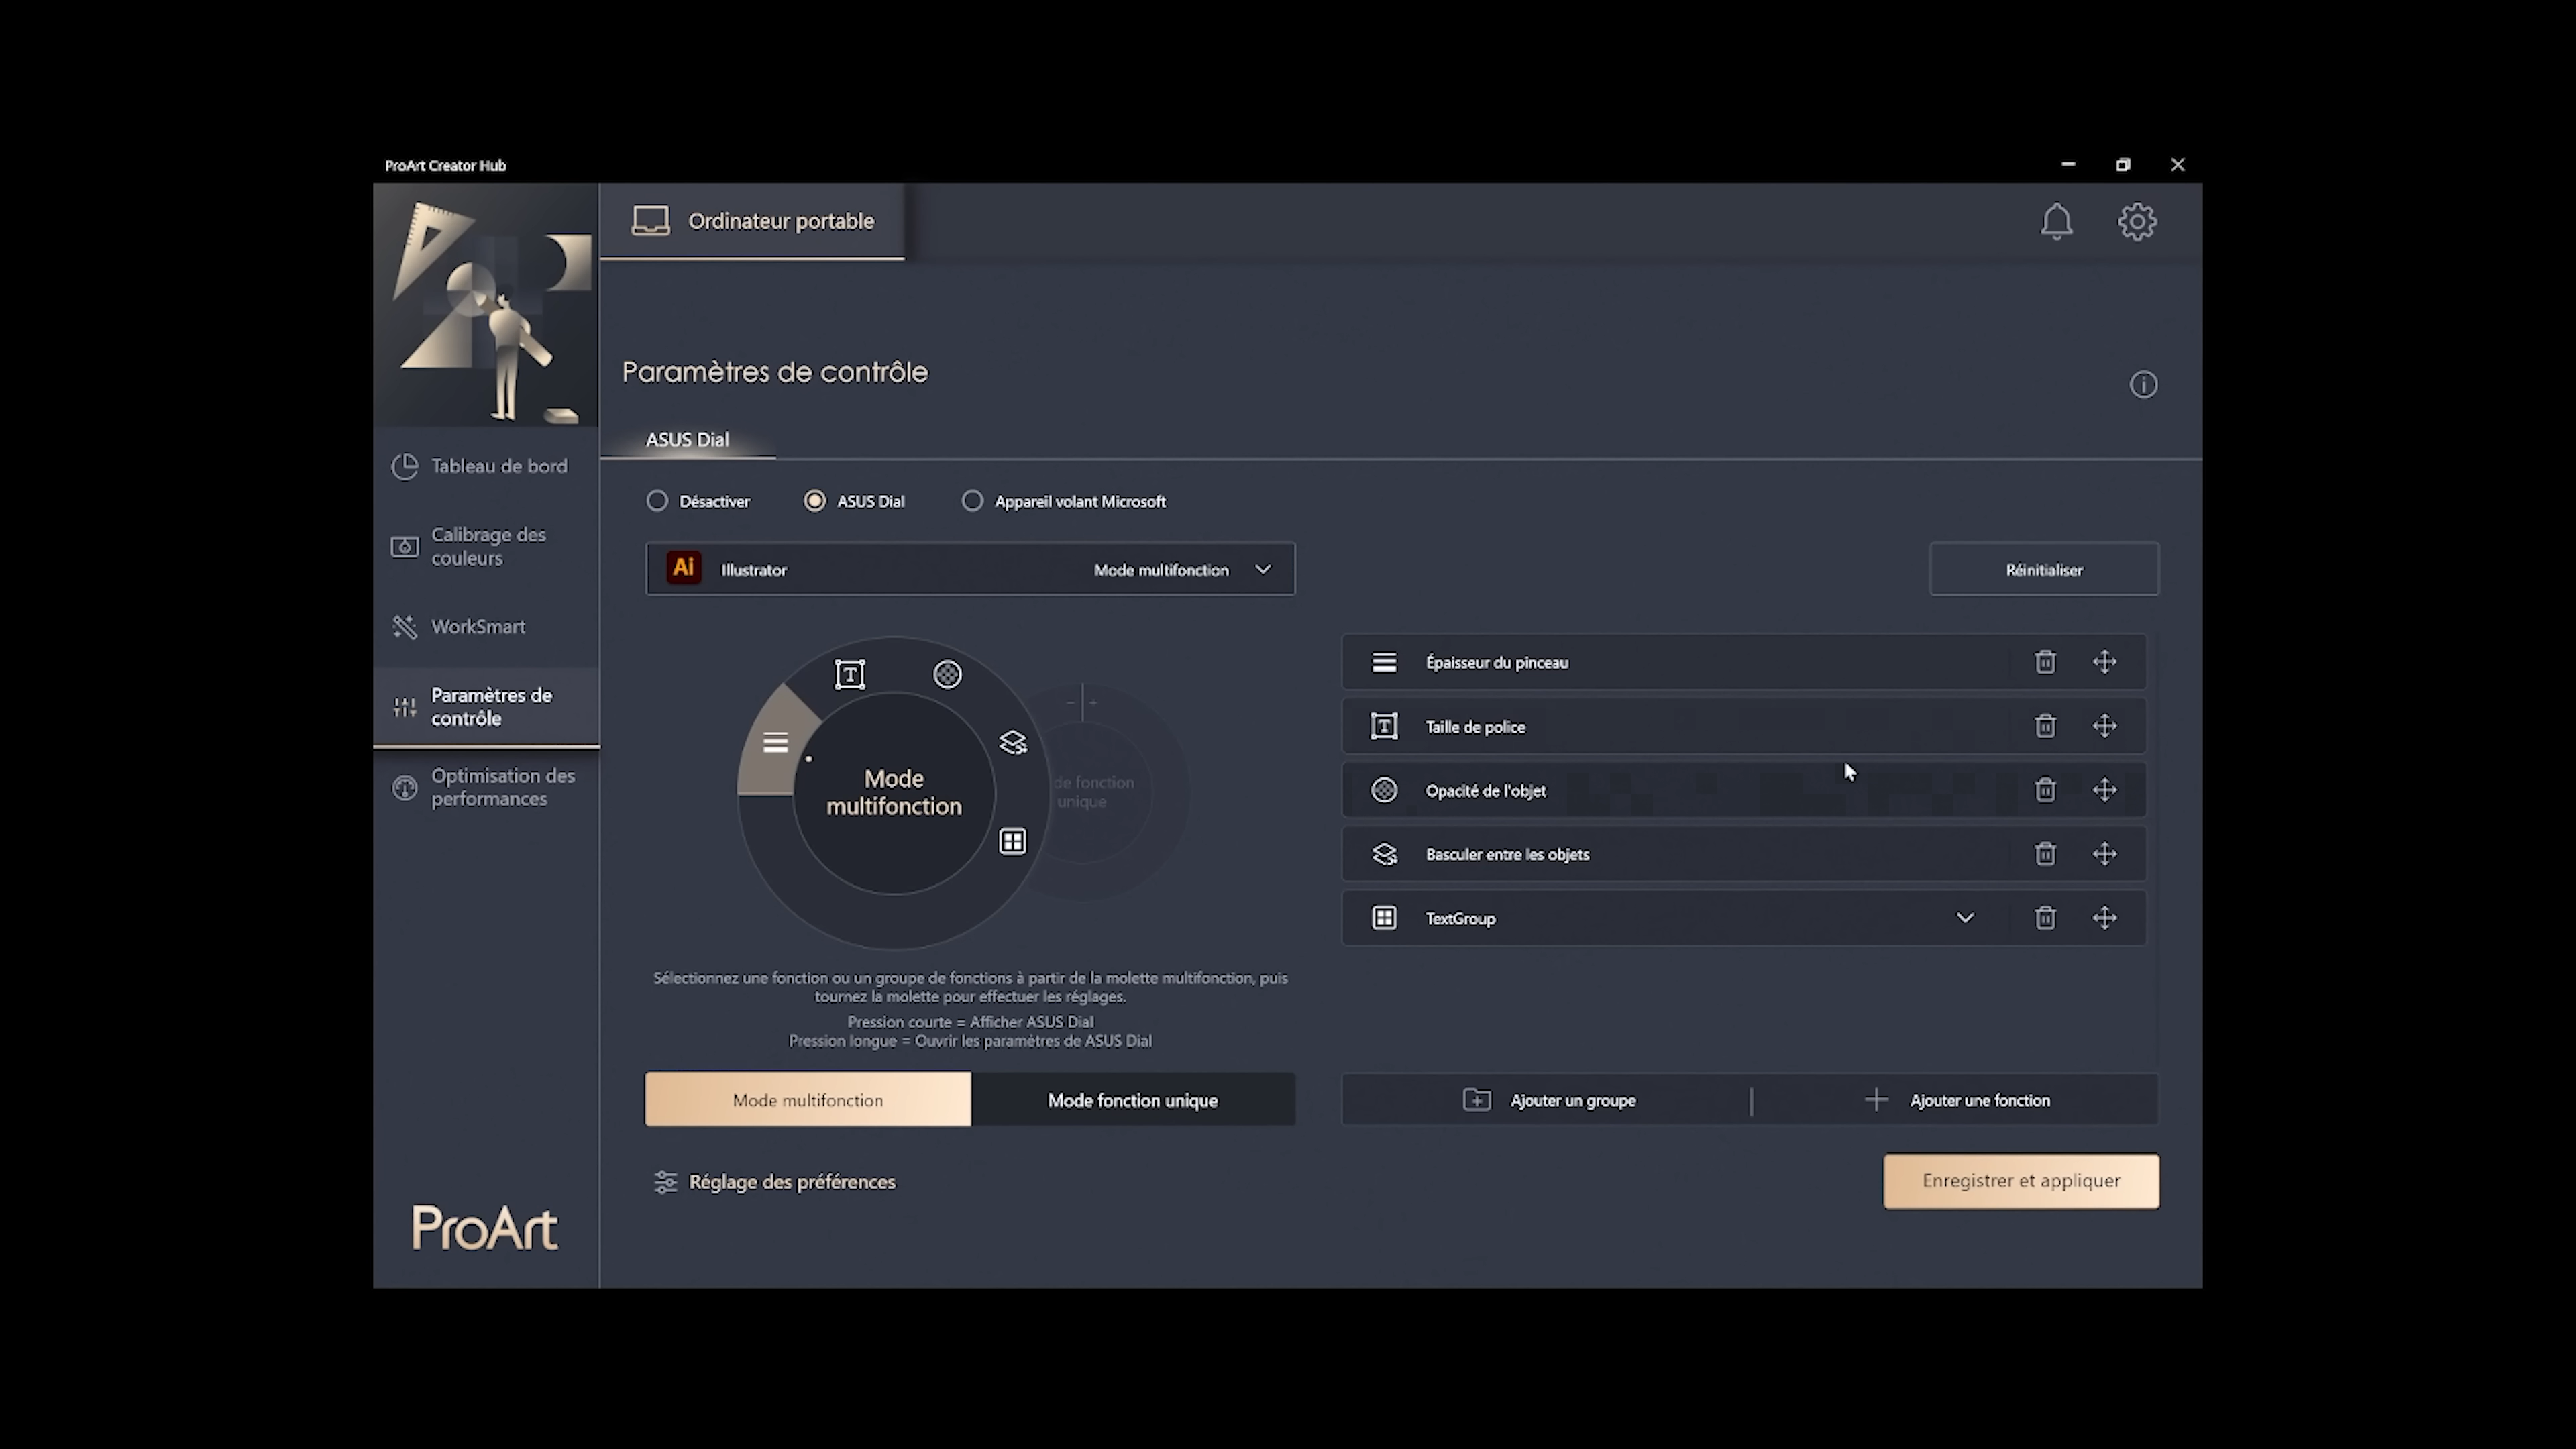 ProArt Creator Hub
Ordinateur portable
Paramètres de contrôle
ASUS Dial
Tableau de bord
Calibrage des
couleurs
WorkSmart
Paramètres de
contrôle
Optimisation des
performances
ProArt
Désactiver
ASUS Dial
Appareil volant Microsoft
Ai
Illustrator
Mode multifonction
Réinitialiser
T
Mode
multifonction
de fonction
unique
Épaisseur du pinceau
T
Taille de police
Opacité de l'objet
Basculer entre les objets
TextGroup
Sélectionnez une fonction ou un groupe de fonctions à partir de la molette multifonction, puis
tournez la molette pour effectuer les réglages.
Pression courte = Afficher ASUS Dial
Pression longue = Ouvrir les paramètres de ASUS Dial
Mode multifonction
Mode fonction unique
Ajouter un groupe
Ajouter une fonction
Réglage des préférences
Enregistrer et appliquer